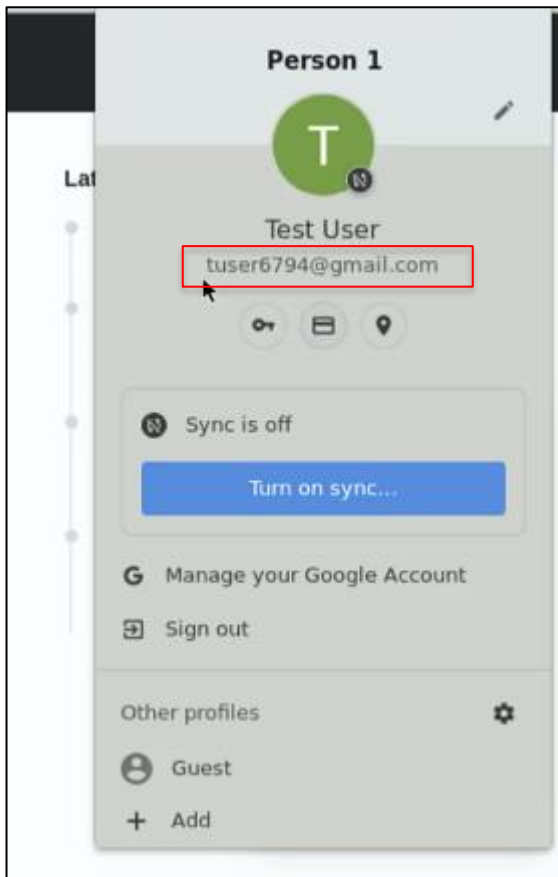 Person 1
Lat
T
Test User
tuser6794@gmail.com
Sync is off
Turn on sync...
G Manage your Google Account
Sign out
Other profiles
Guest
+ Add